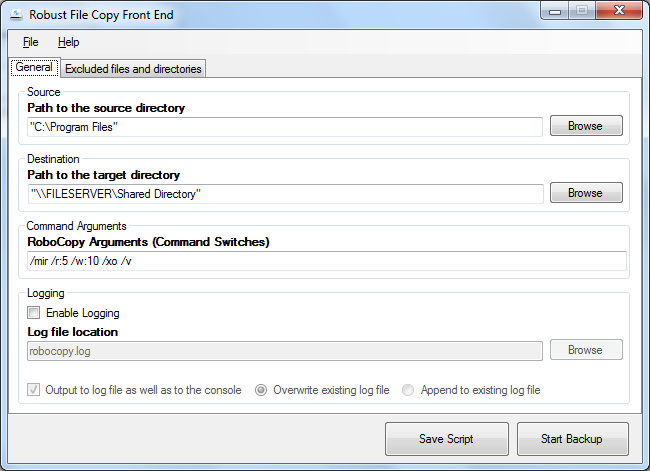 Robust File Copy Front End
File Help
General Excluded files and directories
Source
Path to the source directory
"C:\Program Files" Browse
Destination
Path to the target directory
"\\FILESERVER\Shared Directory" Browse
Command Arguments
RoboCopy Arguments (Command Switches)
/mir /r:5 /w:10 /xo /v
Logging
Enable Logging
Log file location
robocopy.log Browse
Output to log file as well as to the console Overwrite existing log file Append to existing log file
Save Script Start Backup